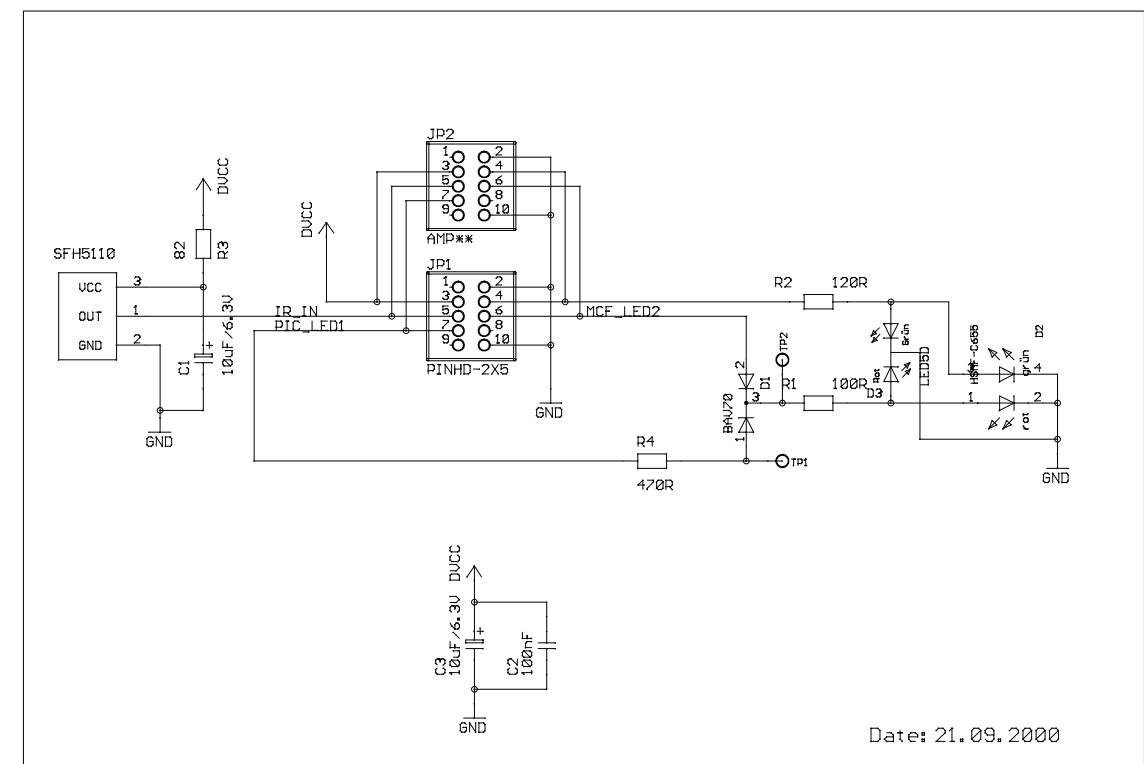 JP2
1 2
3 4
5 6
7 8
9 10
AMP**
DVCC
82
R3
SFH5110
VCC 3
OUT 1
GND 2
C1
10uF/6.3V
GND
DVCC
JP1
1 2
3 4
5 6
7 8
9 10
PINHD-2X5
IR_IN
PIC_LED1
MCF_LED2
GND
R2 120R
TP2
2
D1
3
BAV70
1
R1 100R
D3
Grün
Rot
LED5D
HSMF-C655
D2
3 4
grün
1 2
rot
GND
R4
470R
TP1
DVCC
C3
10uF/6.3V
C2
100nF
GND
Date: 21.09.2000